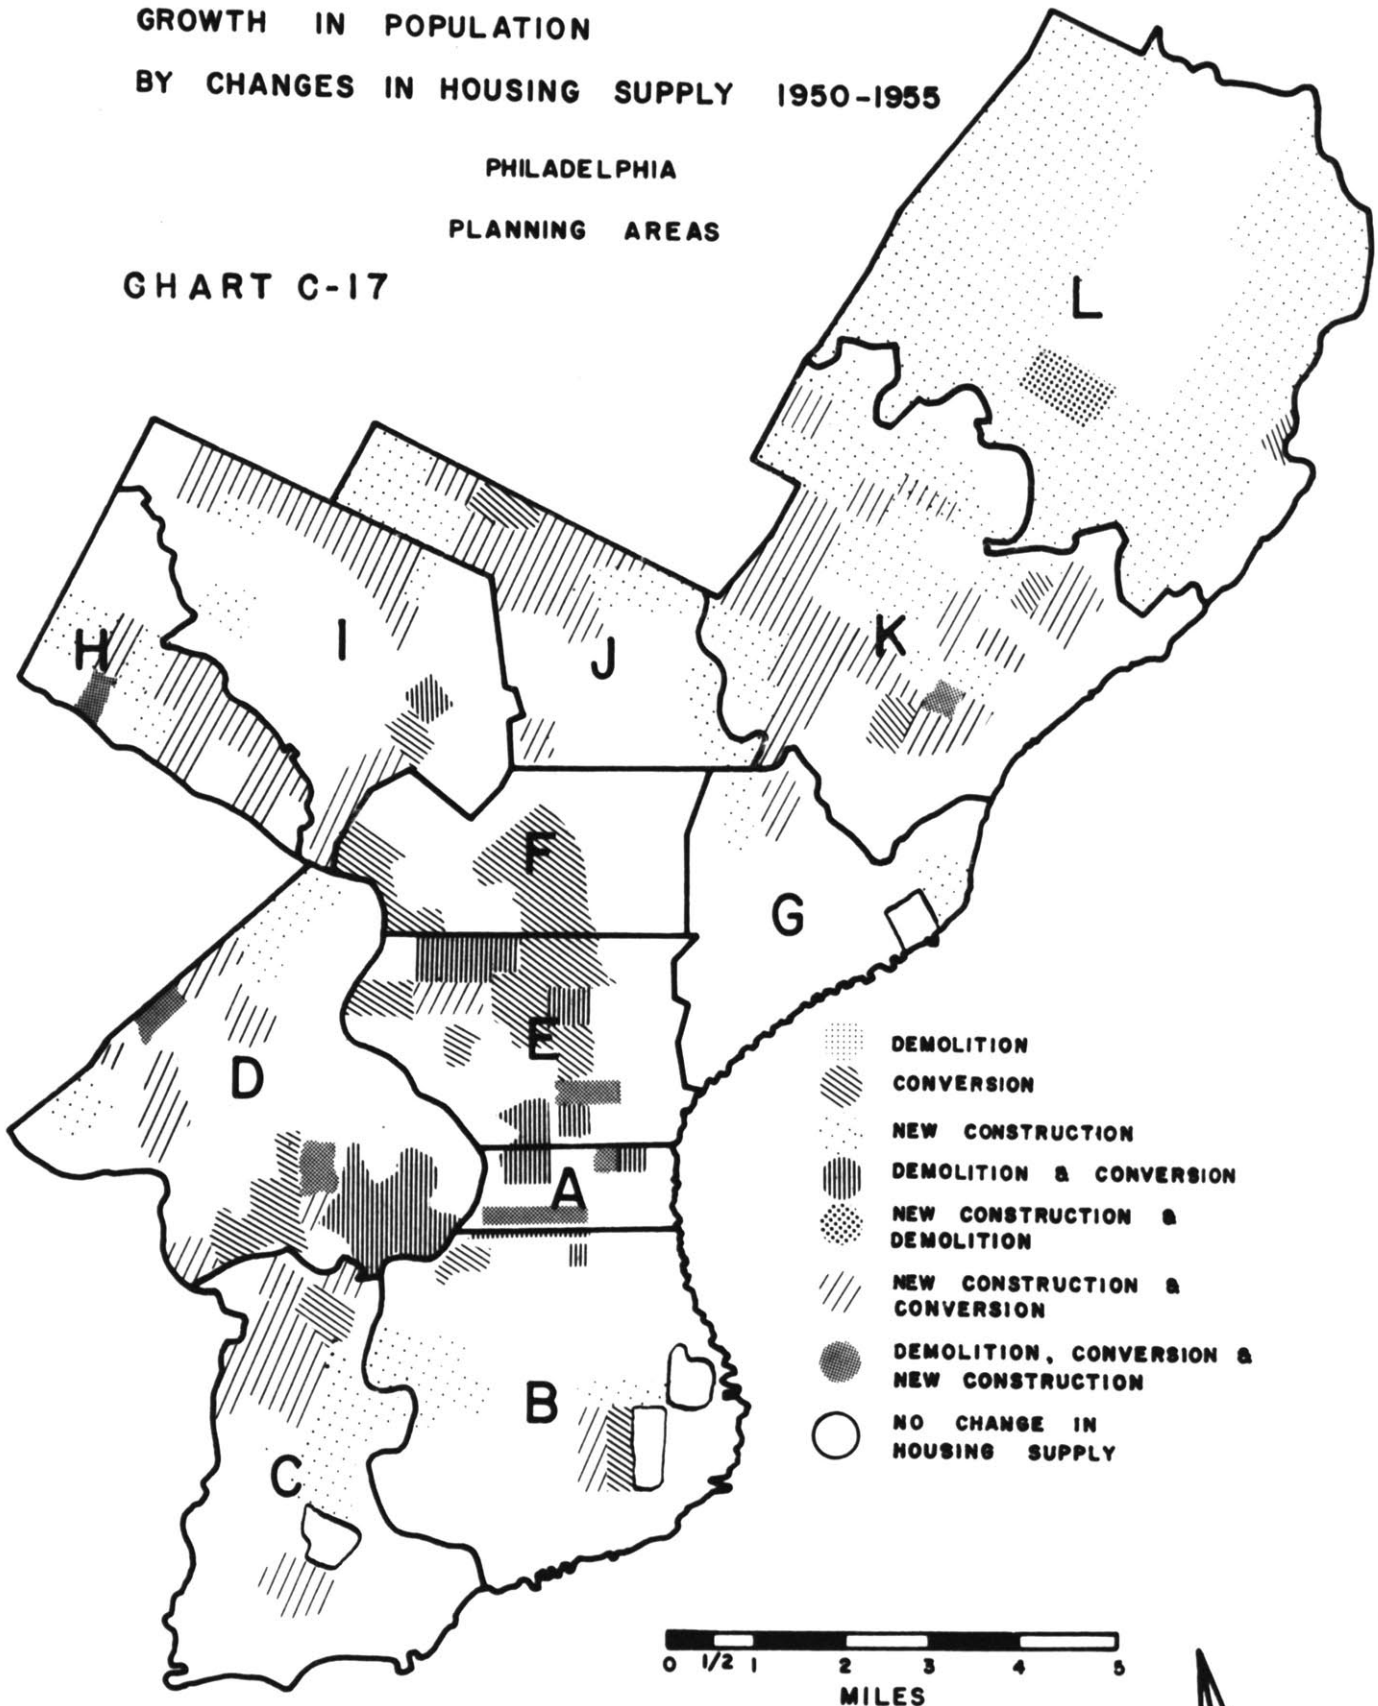 GROWTH IN POPULATION
BY CHANGES IN HOUSING SUPPLY 1950-1955
PHILADELPHIA
PLANNING AREAS
GHART C-17
L
K
H
I
J
F
G
E
D
A
B
C
DEMOLITION
CONVERSION
NEW CONSTRUCTION
DEMOLITION & CONVERSION
NEW CONSTRUCTION &
DEMOLITION
NEW CONSTRUCTION &
CONVERSION
DEMOLITION, CONVERSION &
NEW CONSTRUCTION
NO CHANGE IN
HOUSING SUPPLY
0 1/2 1 2 3 4 5
MILES